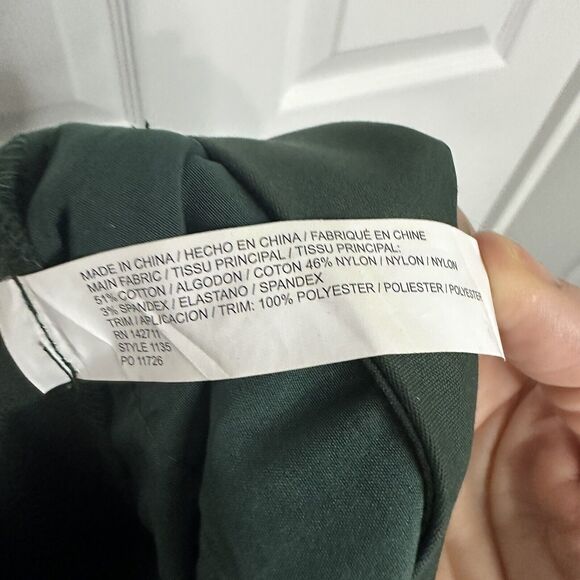 MADE IN CHINA / HECHO EN CHINA / FABRIQUÉ EN CHINE
MAIN FABRIC / TISSU PRINCIPAL / TISSU PRINCIPAL:
51% COTTON / ALGODON / COTON 46% NYLON / NYLON / NYLON
3% SPANDEX / ELASTANO / SPANDEX
TRIM / APLICACION / TRIM: 100% POLYESTER / POLIESTER / POLYESTER
RN 142711
STYLE 1135
PO 11726